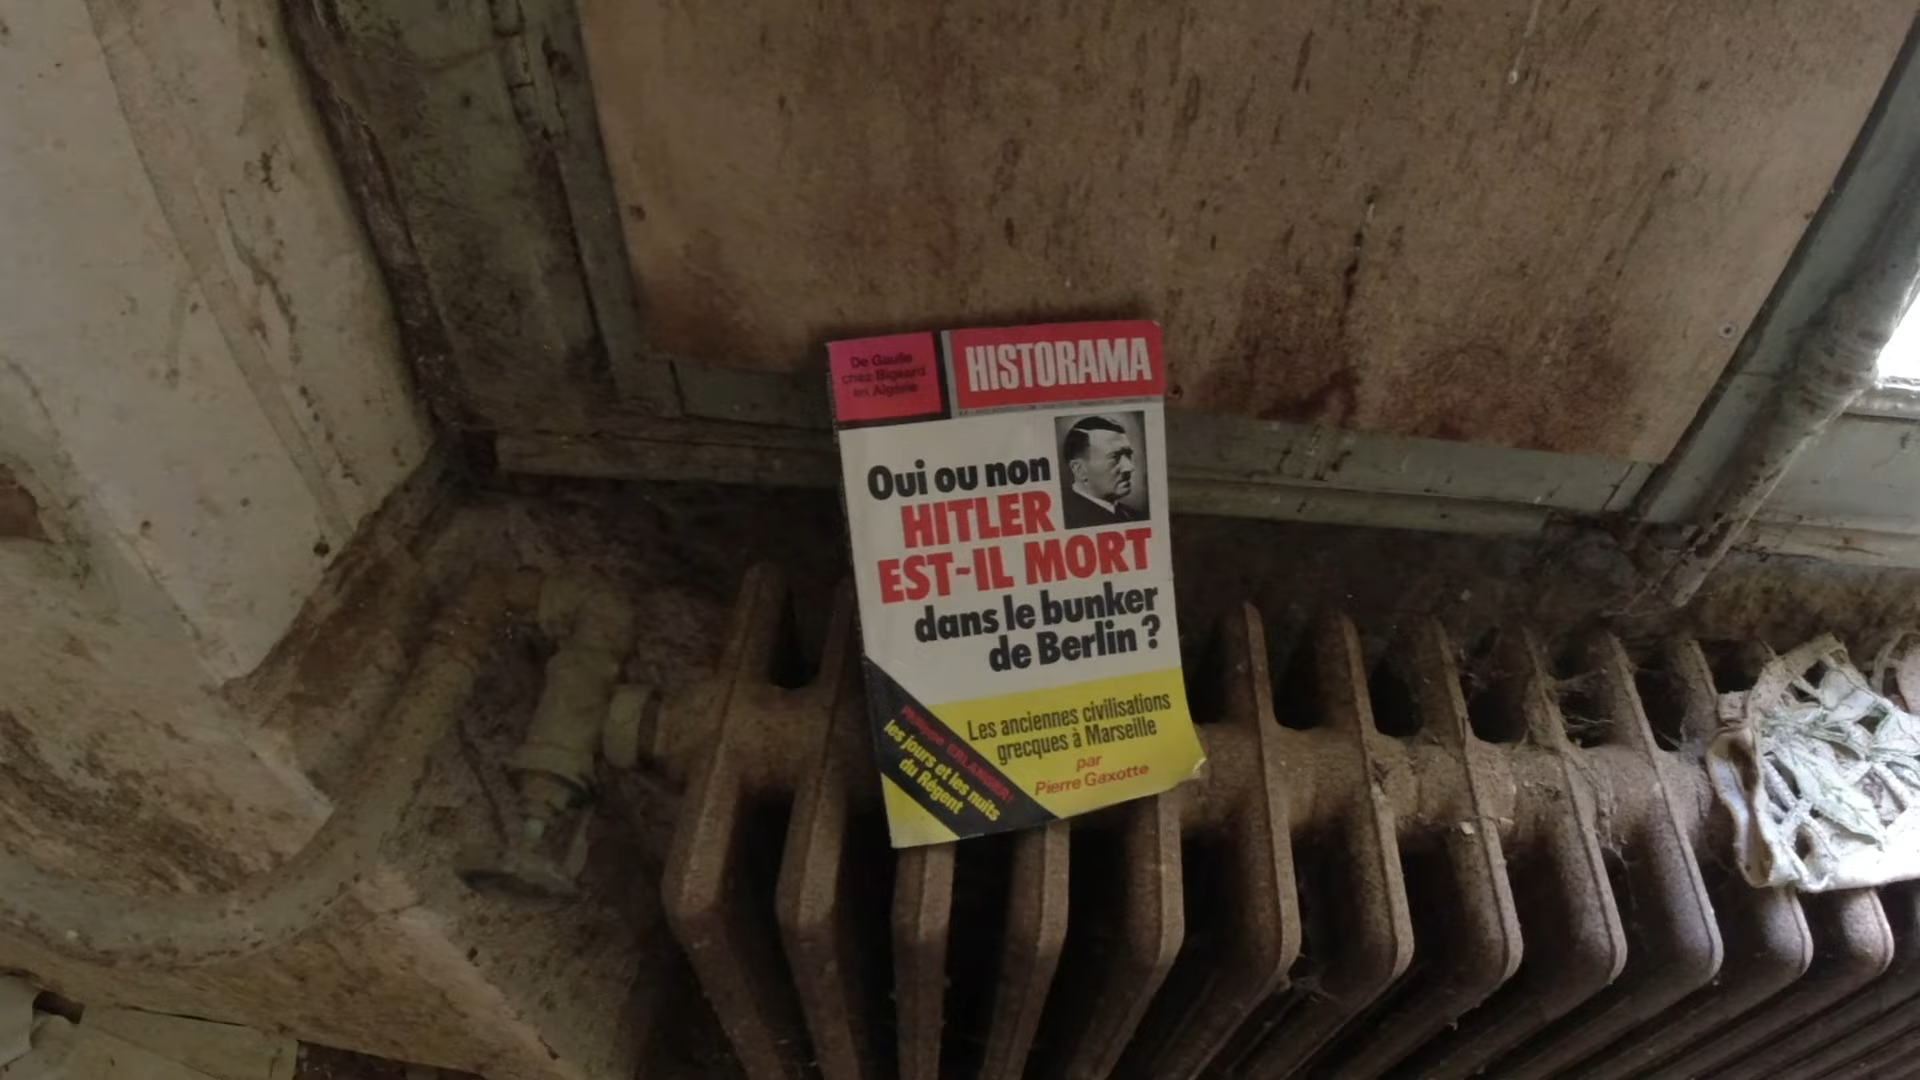 De Gaulle
chez Bigeard
en Algérie
HISTORAMA
Oui ou non
HITLER
EST-IL MORT
dans le bunker
de Berlin ?
Les anciennes civilisations
grecques à Marseille
par
Pierre Gaxotte
Philippe ERLANGER
les jours et les nuits
du Régent